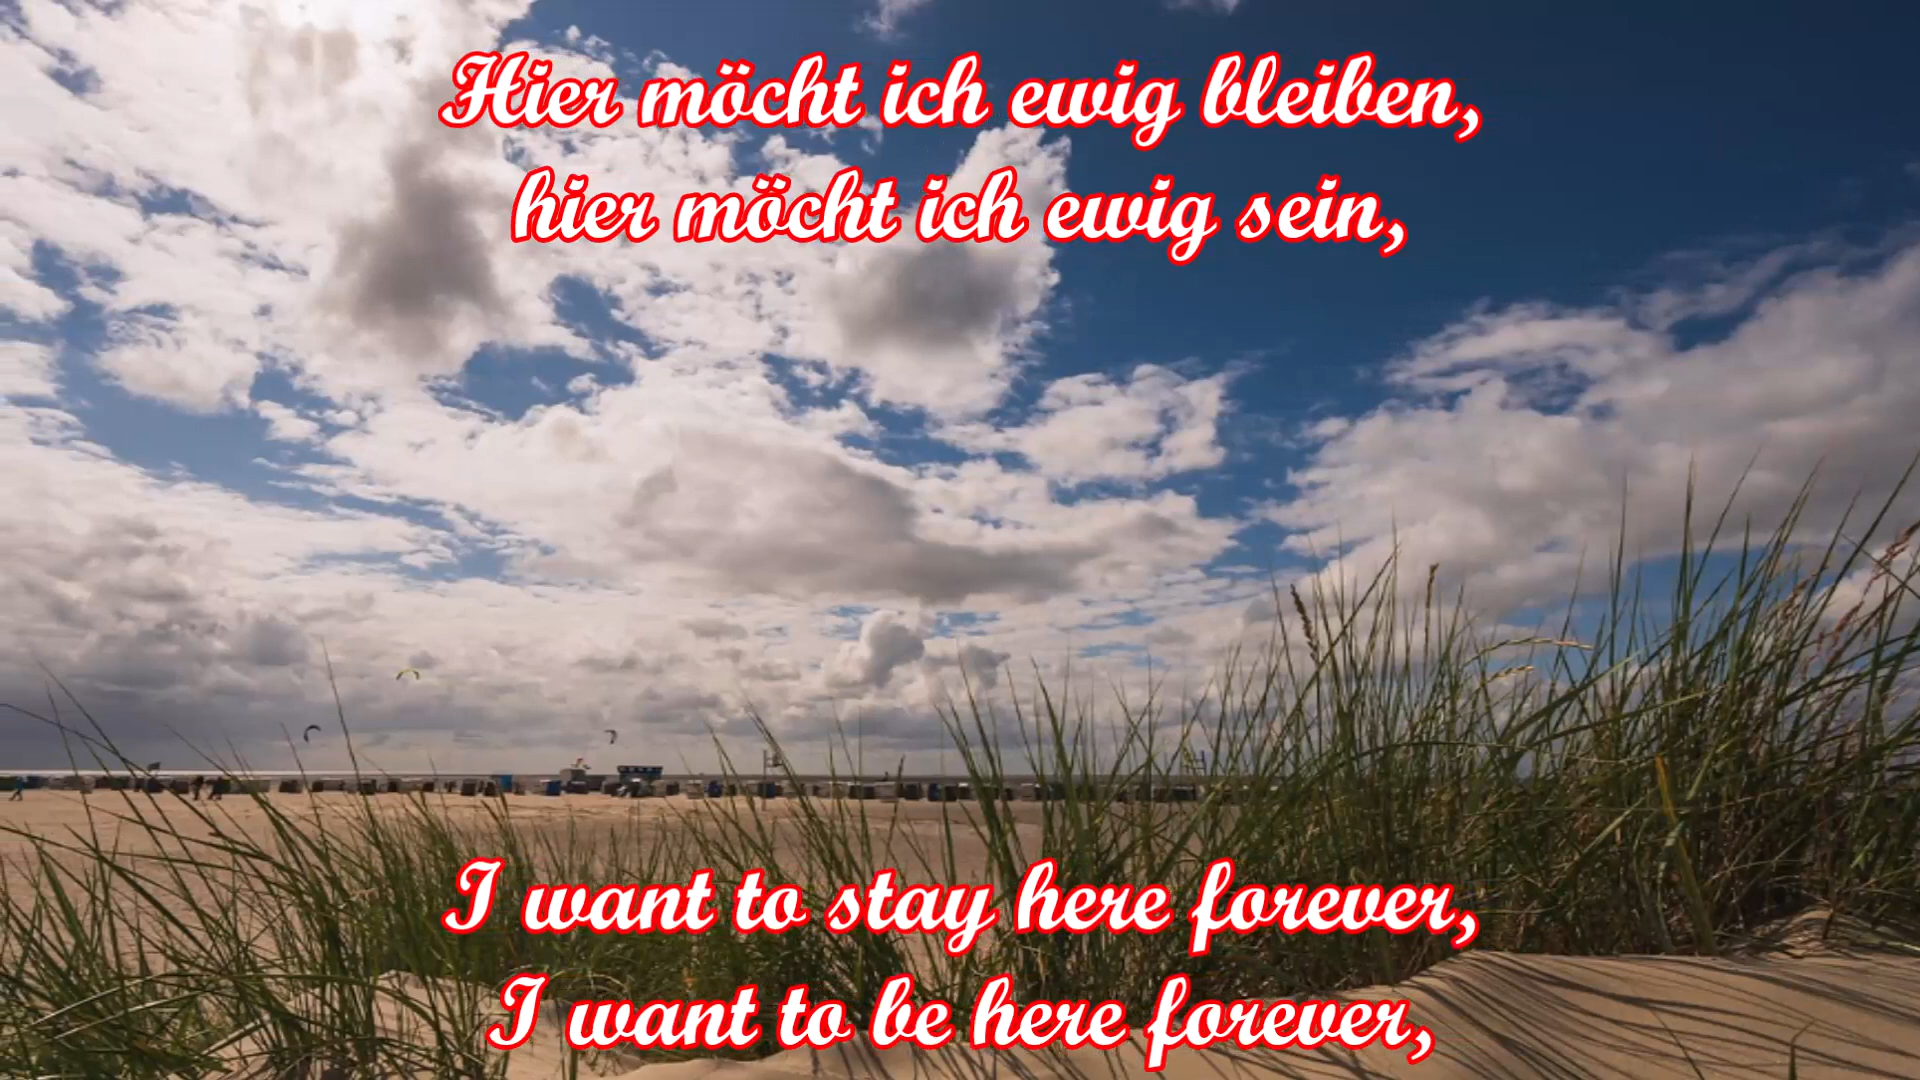 Hier möcht ich ewig bleiben,
hier möcht ich ewig sein,
I want to stay here forever,
I want to be here forever,